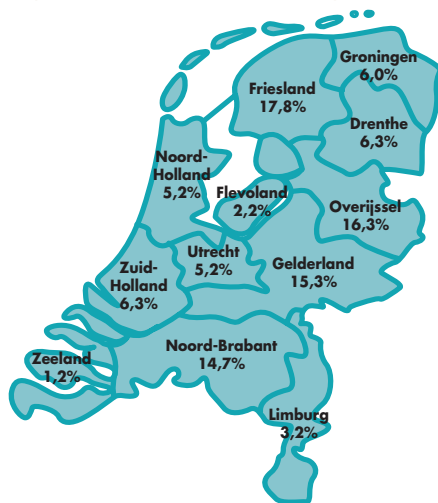 Groningen
6,0%
Friesland
17,8%
Drenthe
6,3%
Noord-
Holland
5,2%
Flevoland
2,2%
Overijssel
16,3%
Utrecht
5,2%
Gelderland
15,3%
Zuid-
Holland
6,3%
Noord-Brabant
14,7%
Zeeland
1,2%
Limburg
3,2%